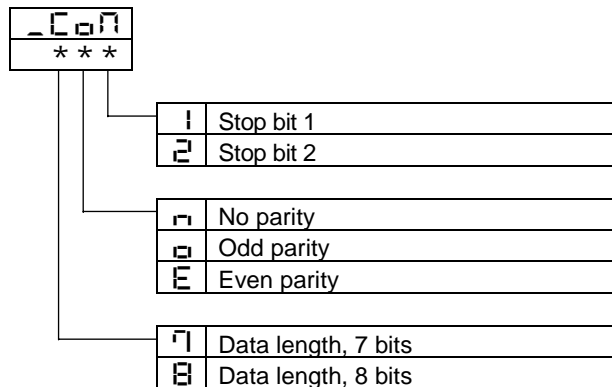 _CoM
* * *
1 Stop bit 1
2 Stop bit 2
n No parity
o Odd parity
E Even parity
7 Data length, 7 bits
8 Data length, 8 bits